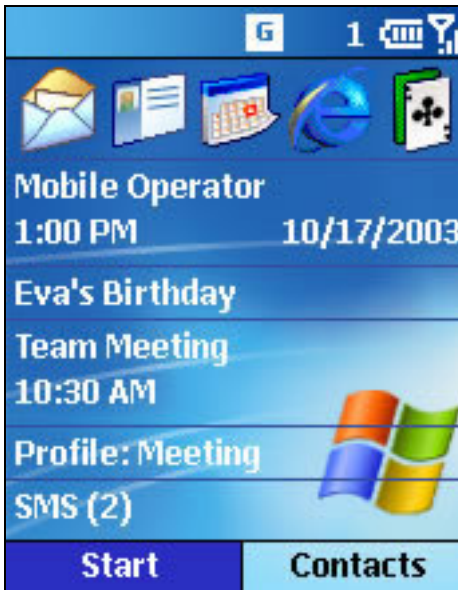 G 1
Mobile Operator
1:00 PM 10/17/2003
Eva's Birthday
Team Meeting
10:30 AM
Profile: Meeting
SMS (2)
Start Contacts